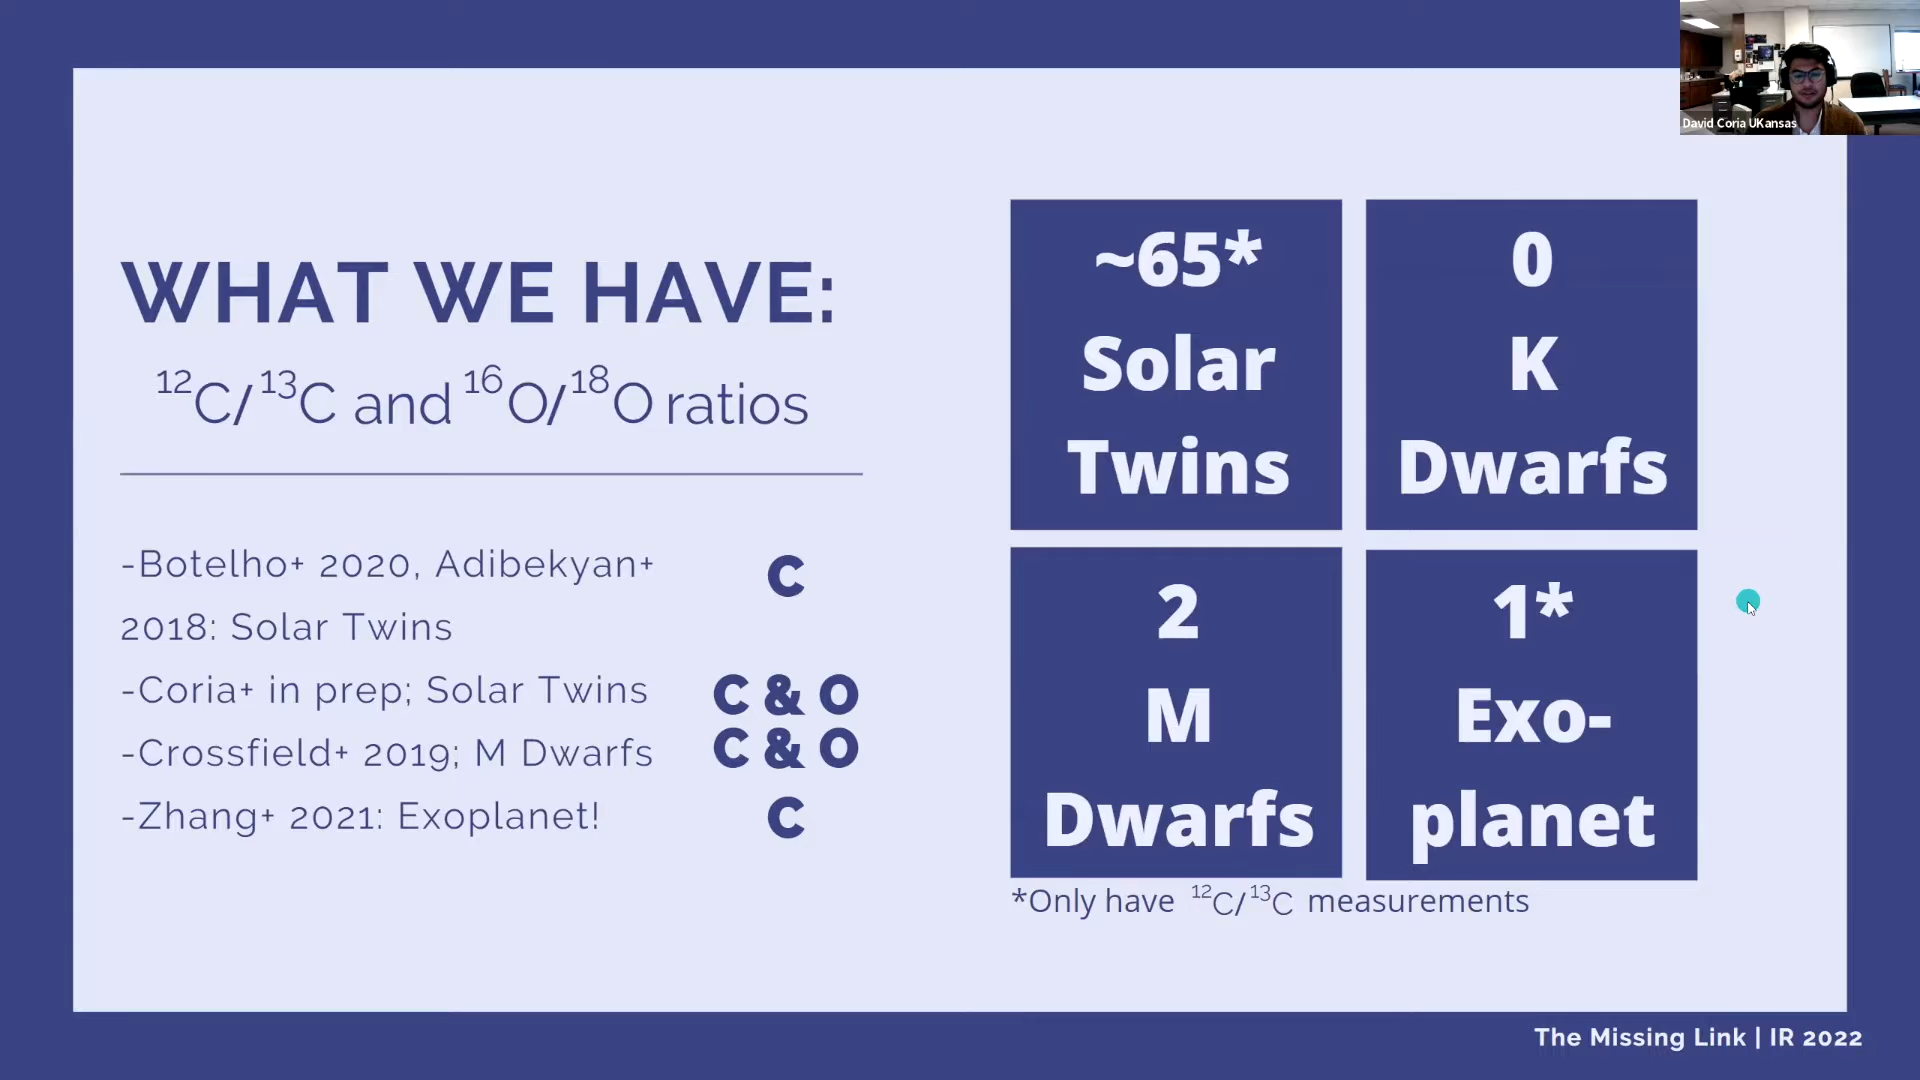 David Coria UKansas
WHAT WE HAVE:
¹²C/¹³C and ¹⁶O/¹⁸O ratios
-Botelho+ 2020, Adibekyan+
2018: Solar Twins
C
-Coria+ in prep; Solar Twins
C & O
-Crossfield+ 2019; M Dwarfs
C & O
-Zhang+ 2021: Exoplanet!
C
~65*
Solar
Twins
0
K
Dwarfs
2
M
Dwarfs
1*
Exo-
planet
*Only have ¹²C/¹³C measurements
The Missing Link | IR 2022